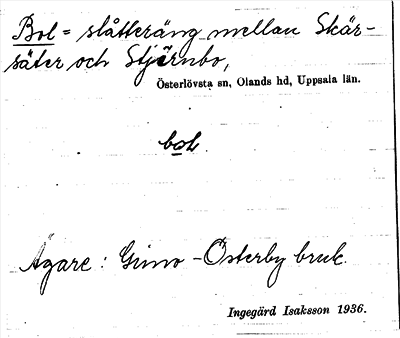 Bol = slåtteräng mellan Skär-
säter och Stjärnbo,
Österlövsta sn, Olands hd, Uppsala län.
bol.
Ägare: Gimo-Österby bruk.
Ingegärd Isaksson 1936.